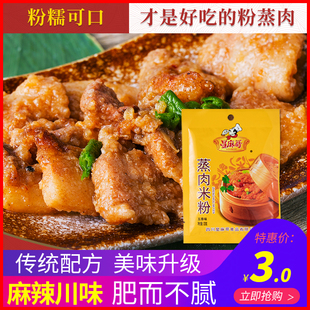 粉糯可口
才是好吃的粉蒸肉
蒸肉米粉
特惠价:
¥3.0
立即抢购
传统配方 美味升级
麻辣川味 肥而不腻